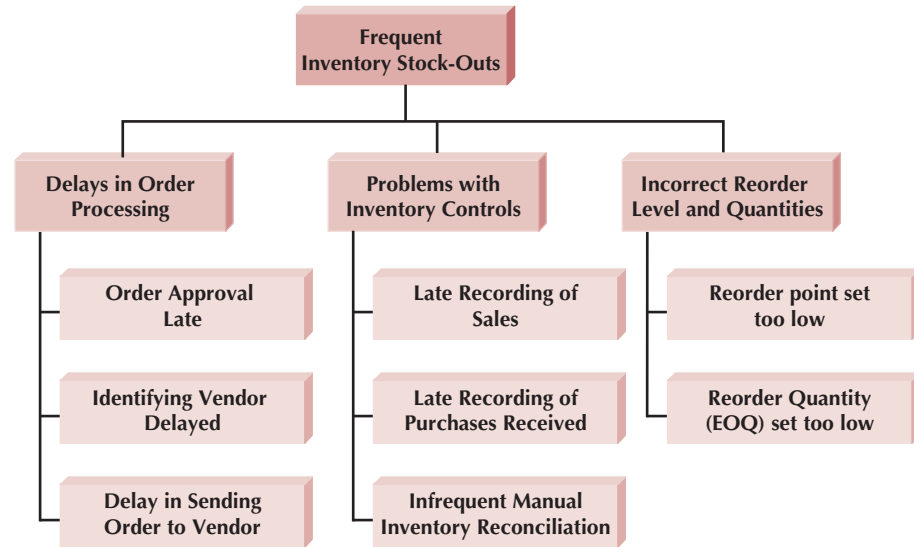 Frequent
Inventory Stock-Outs
Delays in Order
Processing
Order Approval
Late
Identifying Vendor
Delayed
Delay in Sending
Order to Vendor
Problems with
Inventory Controls
Late Recording of
Sales
Late Recording of
Purchases Received
Infrequent Manual
Inventory Reconciliation
Incorrect Reorder
Level and Quantities
Reorder point set
too low
Reorder Quantity
(EOQ) set too low